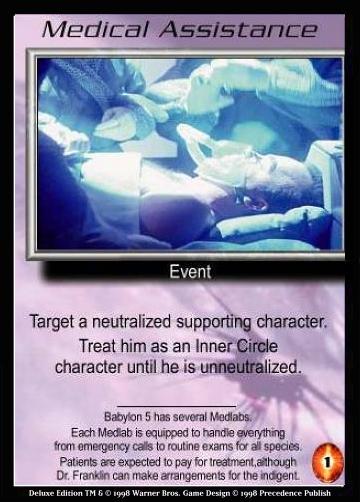 Medical Assistance
Event
Target a neutralized supporting character.
Treat him as an Inner Circle
character until he is unneutralized.
Babylon 5 has several Medlabs.
Each Medlab is equipped to handle everything
from emergency calls to routine exams for all species.
Patients are expected to pay for treatment,although
Dr. Franklin can make arrangements for the indigent.
1
Deluxe Edition TM & © 1998 Warner Bros. Game Design © 1998 Precedence Publish